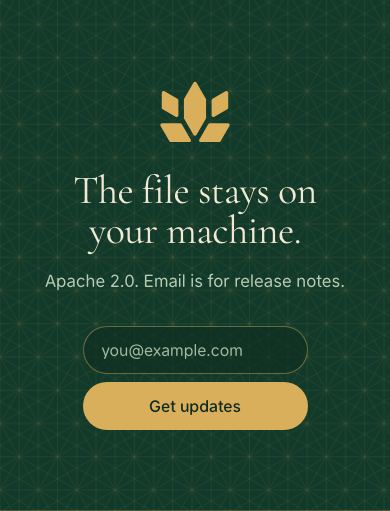 The file stays on
your machine.
Apache 2.0. Email is for release notes.
you@example.com
Get updates